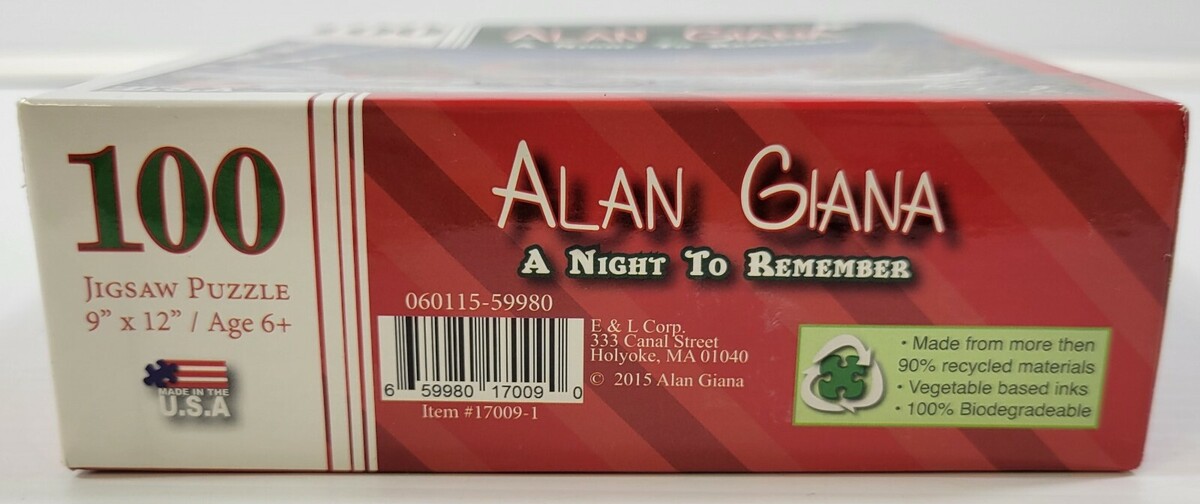 ALAN GIANA
100
JIGSAW PUZZLE
9" x 12" / Age 6+
MADE IN THE
U.S.A
ALAN GIANA
A NIGHT TO REMEMBER
060115-59980
6 59980 17009 0
Item #17009-1
E & L Corp.
333 Canal Street
Holyoke, MA 01040
© 2015 Alan Giana
• Made from more then
90% recycled materials
• Vegetable based inks
• 100% Biodegradeable